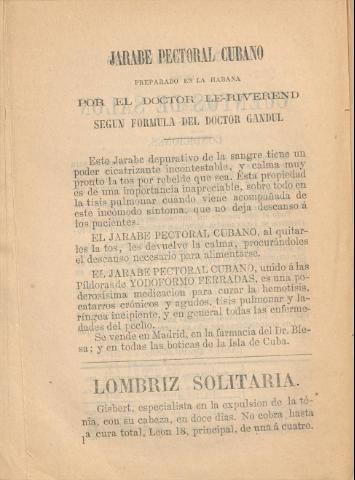 JARABE PECTORAL CUBANO
PREPARADO EN LA HABANA
POR EL DOCTOR LE-RIVEREND
SEGUN FORMULA DEL DOCTOR GANDUL
Este Jarabe depurativo de la sangre tiene un
poder cicatrizante incontestable, y calma muy
pronto la tos por rebelde que sea. Esta propiedad
es de una importancia inapreciable, sobre todo en
la tisis pulmonar cuando viene acompañada de
este incómodo síntoma, que no deja descanso á
los pacientes.
EL JARABE PECTORAL CUBANO, al quitar-
les la tos, les devuelve la calma, procurándoles
el descanso necesario para alimentarse.
EL JARABE PECTORAL CUBANO, unido á las
Píldoras de YODOFORMO FERRADAS, es una po-
derosísima medicacion para curar la hemotisis,
catarros crónicos y agudos, tisis pulmonar y la-
ríngea incipiente, y en general todas las enferme-
dades del pecho.
Se vende en Madrid, en la farmacia del Dr. Ble-
sa; y en todas las boticas de la Isla de Cuba.
LOMBRIZ SOLITARIA.
Gisbert, especialista en la expulsion de la té-
nia, con su cabeza, en doce dias. No cobra hasta
la cura total, Leon 18, principal, de una á cuatro.